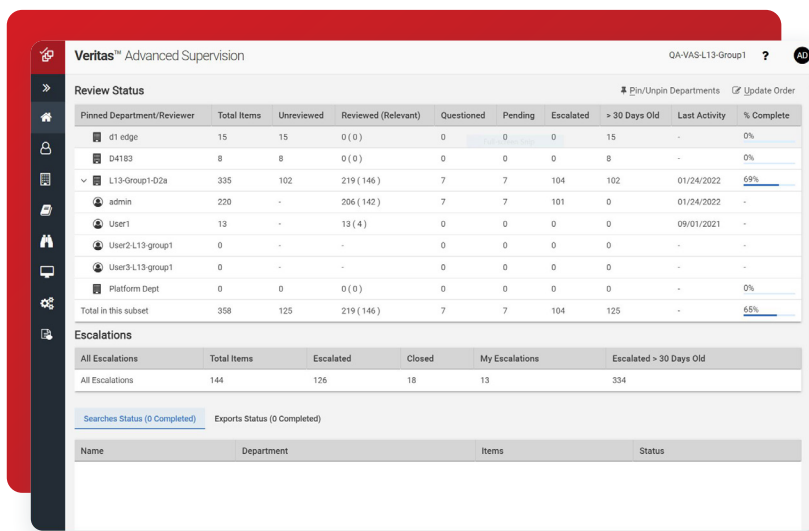 Veritas™ Advanced Supervision QA-VAS-L13-Group1 ? AD
Review Status Pin/Unpin Departments Update Order
Pinned Department/Reviewer Total Items Unreviewed Reviewed (Relevant) Questioned Pending Escalated > 30 Days Old Last Activity % Complete
d1 edge 15 15 0 ( 0 ) 0 0 0 15 - 0%
D4183 8 8 0 ( 0 ) 0 0 0 8 - 0%
L13-Group1-D2a 335 102 219 ( 146 ) 7 7 104 102 01/24/2022 69%
admin 220 - 206 ( 142 ) 7 7 101 0 01/24/2022 -
User1 13 - 13 ( 4 ) 0 0 0 0 09/01/2021 -
User2-L13-group1 0 - - 0 0 0 0 - -
User3-L13-group1 0 - - 0 0 0 0 - -
Platform Dept 0 0 0 ( 0 ) 0 0 0 0 - 0%
Total in this subset 358 125 219 ( 146 ) 7 7 104 125 - 65%
Escalations
All Escalations Total Items Escalated Closed My Escalations Escalated > 30 Days Old
All Escalations 144 126 18 13 334
Searches Status (0 Completed) Exports Status (0 Completed)
Name Department Items Status